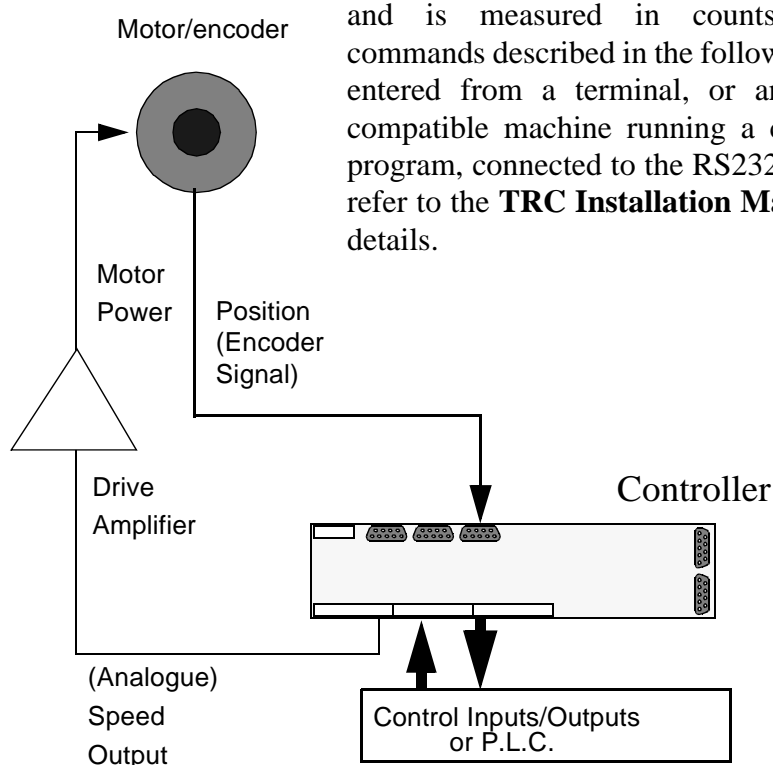 Motor/encoder
and is measured in counts
commands described in the follow
entered from a terminal, or a
compatible machine running a
program, connected to the RS232
refer to the TRC Installation Ma
details.
Motor
Power
Position
(Encoder
Signal)
Drive
Amplifier
Controller
(Analogue)
Speed
Output
Control Inputs/Outputs
or P.L.C.